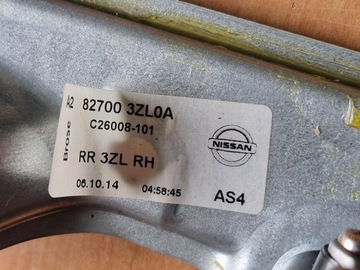 A2
Brose
82700 3ZL0A
C26008-101
NISSAN
RR 3ZL RH
06.10.14 04:58:45 AS4